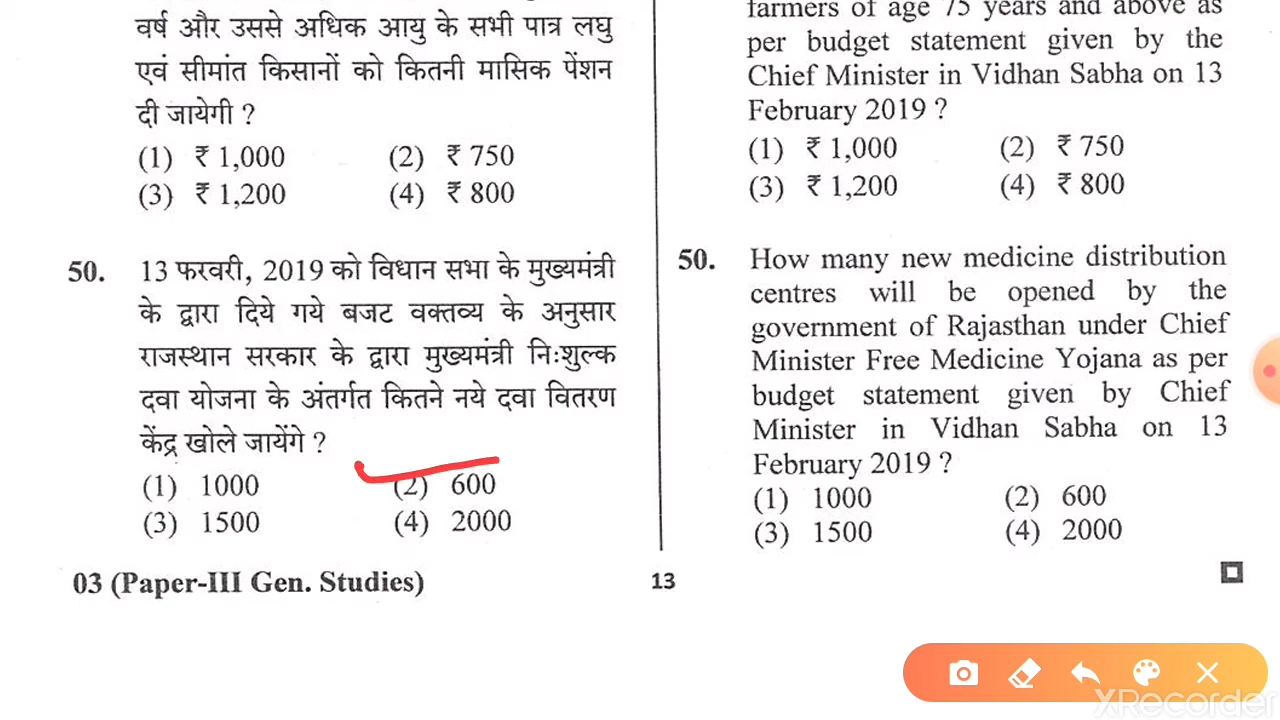 वर्ष और उससे अधिक आयु के सभी पात्र लघु
एवं सीमांत किसानों को कितनी मासिक पेंशन
दी जायेगी ?
(1) ₹ 1,000 (2) ₹ 750
(3) ₹ 1,200 (4) ₹ 800
50. 13 फरवरी, 2019 को विधान सभा के मुख्यमंत्री
के द्वारा दिये गये बजट वक्तव्य के अनुसार
राजस्थान सरकार के द्वारा मुख्यमंत्री निःशुल्क
दवा योजना के अंतर्गत कितने नये दवा वितरण
केंद्र खोले जायेंगे ?
(1) 1000 (2) 600
(3) 1500 (4) 2000
farmers of age 75 years and above as
per budget statement given by the
Chief Minister in Vidhan Sabha on 13
February 2019 ?
(1) ₹ 1,000 (2) ₹ 750
(3) ₹ 1,200 (4) ₹ 800
50. How many new medicine distribution
centres will be opened by the
government of Rajasthan under Chief
Minister Free Medicine Yojana as per
budget statement given by Chief
Minister in Vidhan Sabha on 13
February 2019 ?
(1) 1000 (2) 600
(3) 1500 (4) 2000
03 (Paper-III Gen. Studies) 13
XRecorder